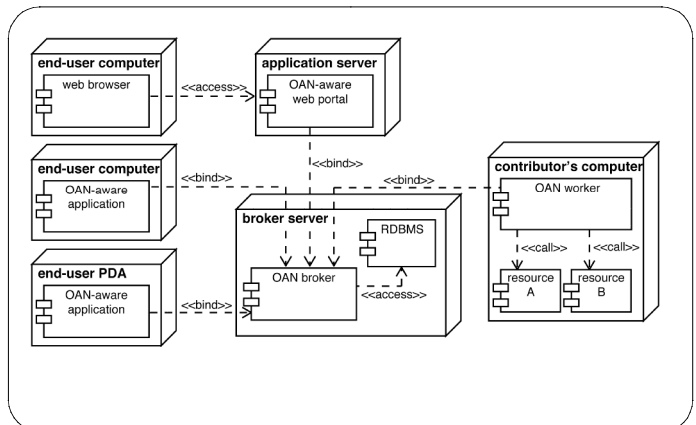 end-user computer
web browser
<<access>>
application server
OAN-aware
web portal
<<bind>>
end-user computer
OAN-aware
application
<<bind>>
<<bind>>
contributor's computer
OAN worker
<<call>>
<<call>>
resource
A
resource
B
broker server
RDBMS
OAN broker
<<access>>
end-user PDA
OAN-aware
application
<<bind>>